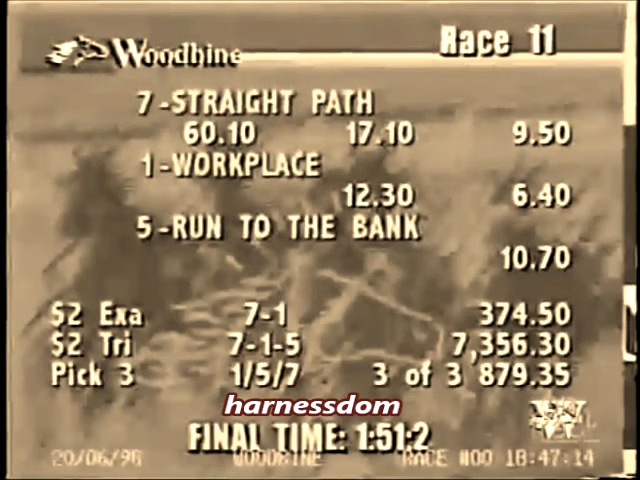 Woodbine
Race 11
7-STRAIGHT PATH
60.10 17.10 9.50
1-WORKPLACE
12.30 6.40
5-RUN TO THE BANK
10.70
$2 Exa 7-1 374.50
$2 Tri 7-1-5 7,356.30
Pick 3 1/5/7 3 of 3 879.35
harnessdom
FINAL TIME: 1:51:2
20/06/98 WOODBINE RACE #00 18:47:14